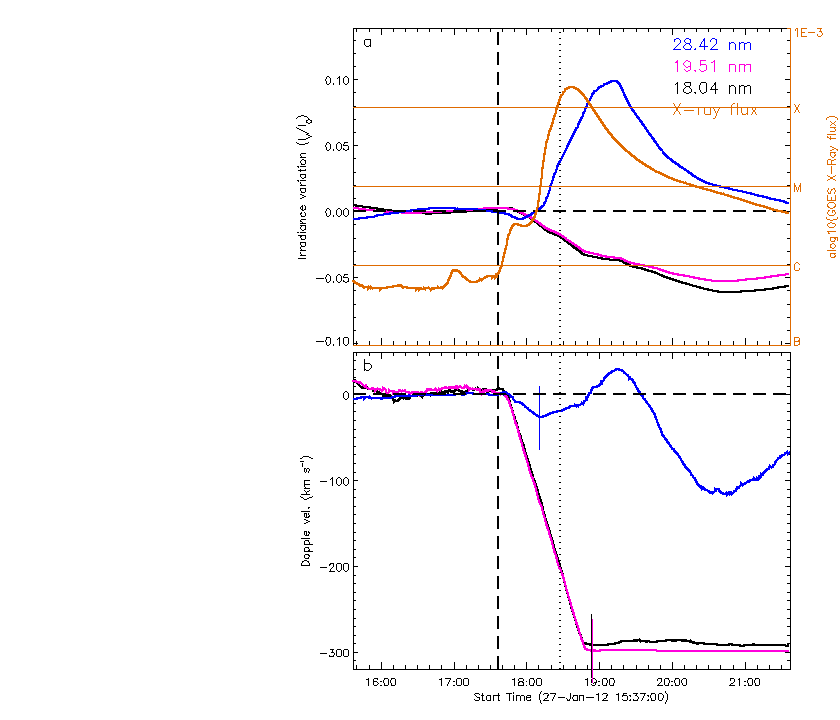 a
1E-3
28.42 nm
19.51 nm
18.04 nm
X-ray flux
0.10
0.05
0.00
-0.05
-0.10
Irradiance variation (Iᵥ/I₀)
X
M
C
B
alog10(GOES X-Ray flux)
b
0
-100
-200
-300
Dopple vel. (km s⁻¹)
16:00 17:00 18:00 19:00 20:00 21:00
Start Time (27-Jan-12 15:37:00)